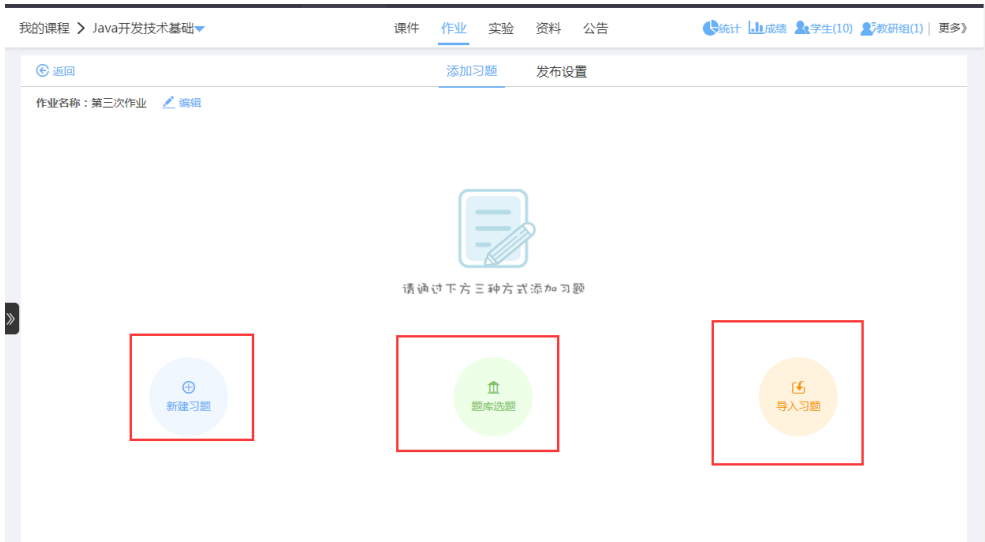 我的课程 > Java开发技术基础 课件 作业 实验 资料 公告 统计 成绩 学生(10) 教研组(1) | 更多》
返回 添加习题 发布设置
作业名称：第三次作业 编辑
请通过下方三种方式添加习题
新建习题 题库选题 导入习题